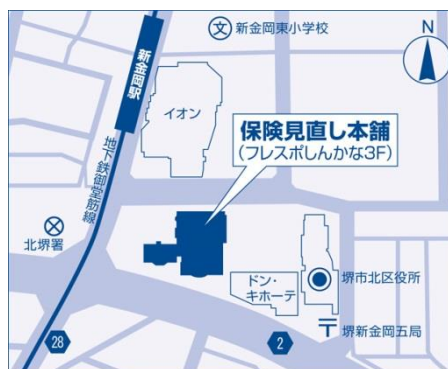 新金岡東小学校
文
N
新金岡駅
イオン
保険見直し本舗
(フレスポしんかな3F)
地下鉄御堂筋線
北堺署
ドン・
キホーテ
堺市北区役所
28
2
堺新金岡五局